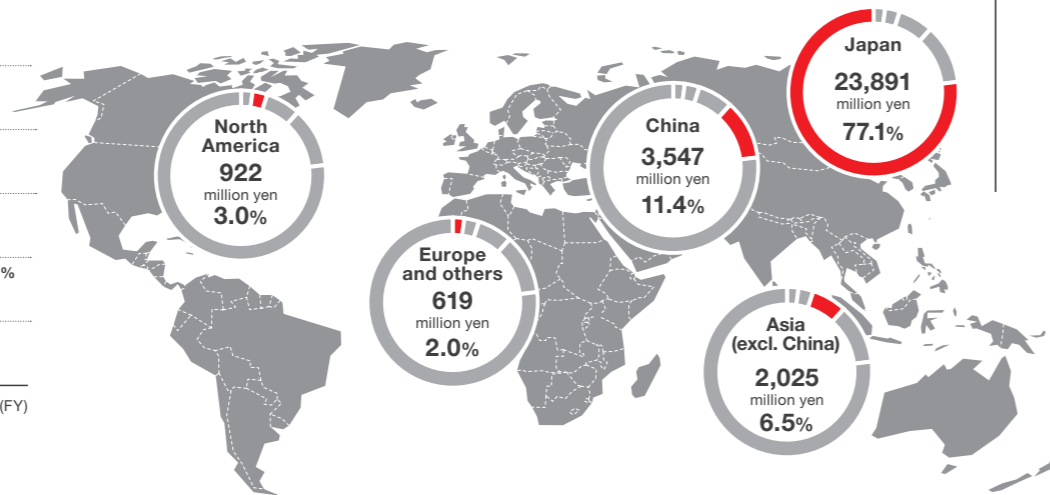 Japan
23,891
million yen
77.1%
North
America
922
million yen
3.0%
China
3,547
million yen
11.4%
Europe
and others
619
million yen
2.0%
Asia
(excl. China)
2,025
million yen
6.5%
%
(FY)